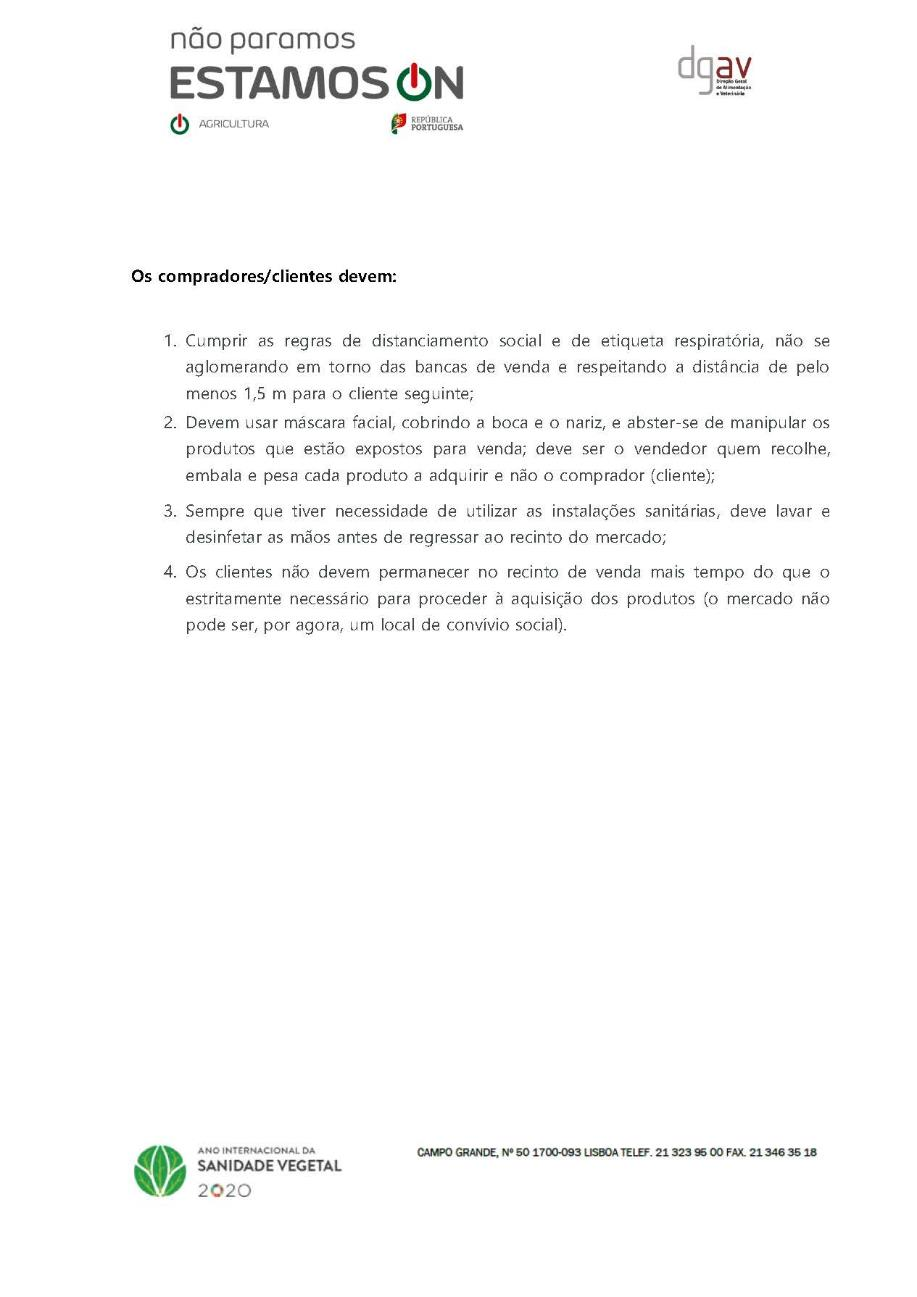 não paramos
ESTAMOS ON
AGRICULTURA
REPÚBLICA
PORTUGUESA
dgav
Direção Geral
de Alimentação
e Veterinária
Os compradores/clientes devem:
1. Cumprir as regras de distanciamento social e de etiqueta respiratória, não se
aglomerando em torno das bancas de venda e respeitando a distância de pelo
menos 1,5 m para o cliente seguinte;
2. Devem usar máscara facial, cobrindo a boca e o nariz, e abster-se de manipular os
produtos que estão expostos para venda; deve ser o vendedor quem recolhe,
embala e pesa cada produto a adquirir e não o comprador (cliente);
3. Sempre que tiver necessidade de utilizar as instalações sanitárias, deve lavar e
desinfetar as mãos antes de regressar ao recinto do mercado;
4. Os clientes não devem permanecer no recinto de venda mais tempo do que o
estritamente necessário para proceder à aquisição dos produtos (o mercado não
pode ser, por agora, um local de convívio social).
ANO INTERNACIONAL DA
SANIDADE VEGETAL
2020
CAMPO GRANDE, Nº 50 1700-093 LISBOA TELEF. 21 323 95 00 FAX. 21 346 35 18